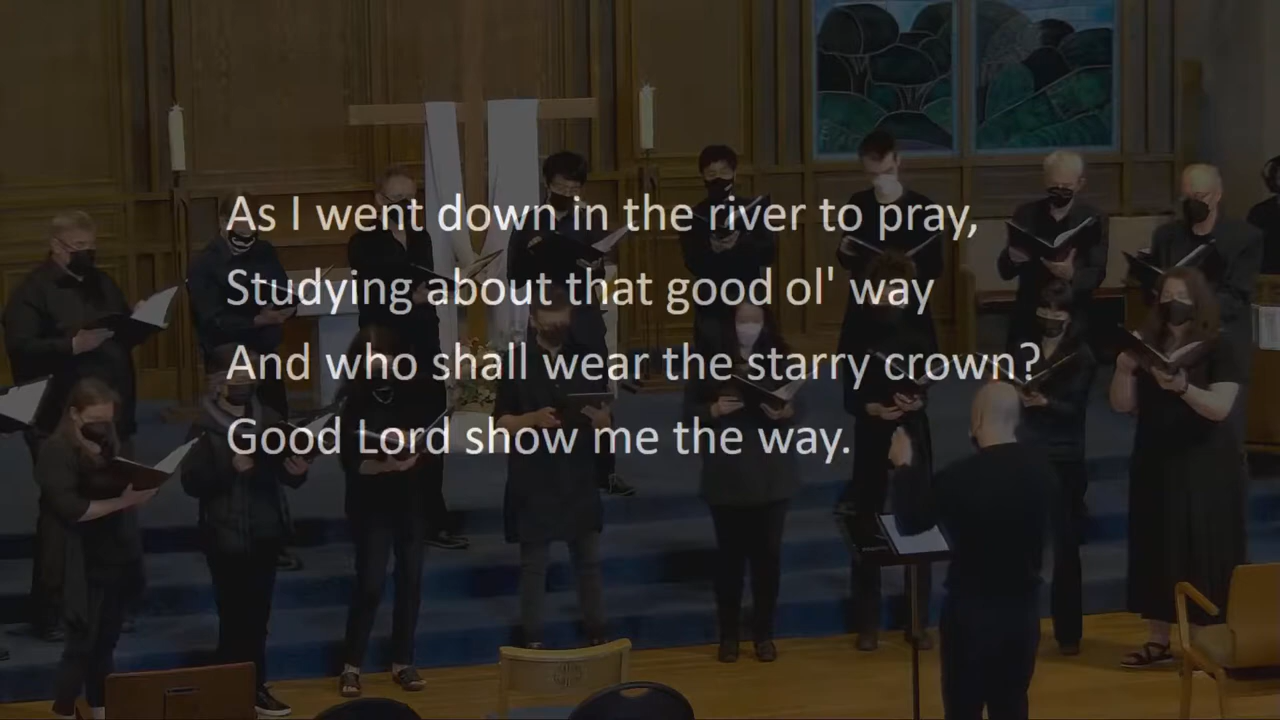 As I went down in the river to pray,
Studying about that good ol' way
And who shall wear the starry crown?
Good Lord show me the way.